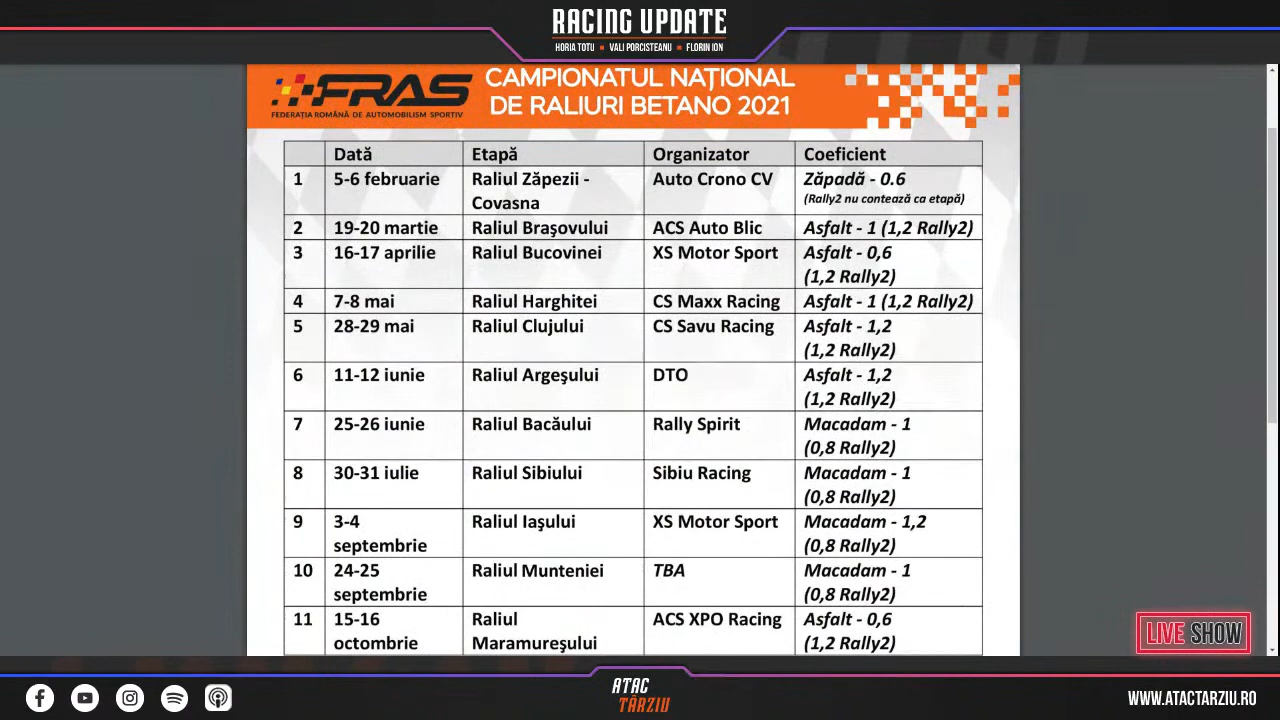 RACING UPDATE
HORIA TOTU • VALI PORCISTEANU • FLORIN ION
FRAS
FEDERAȚIA ROMÂNĂ DE AUTOMOBILISM SPORTIV
CAMPIONATUL NAȚIONAL
DE RALIURI BETANO 2021
Dată Etapă Organizator Coeficient
1 5-6 februarie Raliul Zăpezii - Auto Crono CV Zăpadă - 0.6
Covasna (Rally2 nu contează ca etapă)
2 19-20 martie Raliul Braşovului ACS Auto Blic Asfalt - 1 (1,2 Rally2)
3 16-17 aprilie Raliul Bucovinei XS Motor Sport Asfalt - 0,6
(1,2 Rally2)
4 7-8 mai Raliul Harghitei CS Maxx Racing Asfalt - 1 (1,2 Rally2)
5 28-29 mai Raliul Clujului CS Savu Racing Asfalt - 1,2
(1,2 Rally2)
6 11-12 iunie Raliul Argeşului DTO Asfalt - 1,2
(1,2 Rally2)
7 25-26 iunie Raliul Bacăului Rally Spirit Macadam - 1
(0,8 Rally2)
8 30-31 iulie Raliul Sibiului Sibiu Racing Macadam - 1
(0,8 Rally2)
9 3-4 Raliul Iaşului XS Motor Sport Macadam - 1,2
septembrie (0,8 Rally2)
10 24-25 Raliul Munteniei TBA Macadam - 1
septembrie (0,8 Rally2)
11 15-16 Raliul ACS XPO Racing Asfalt - 0,6
octombrie Maramureşului (1,2 Rally2)
LIVE SHOW
ATAC
TÂRZIU
WWW.ATACTARZIU.RO